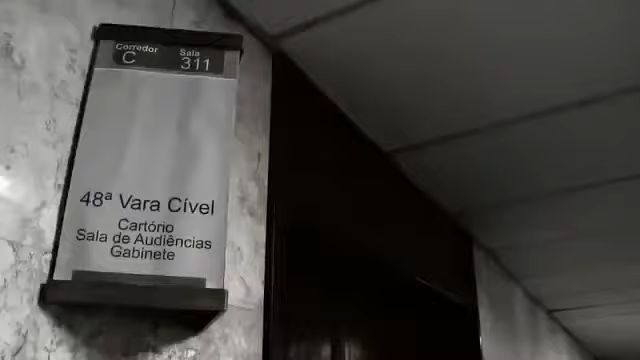 Corredor Sala
C 311
48ª Vara Cível
Cartório
Sala de Audiências
Gabinete